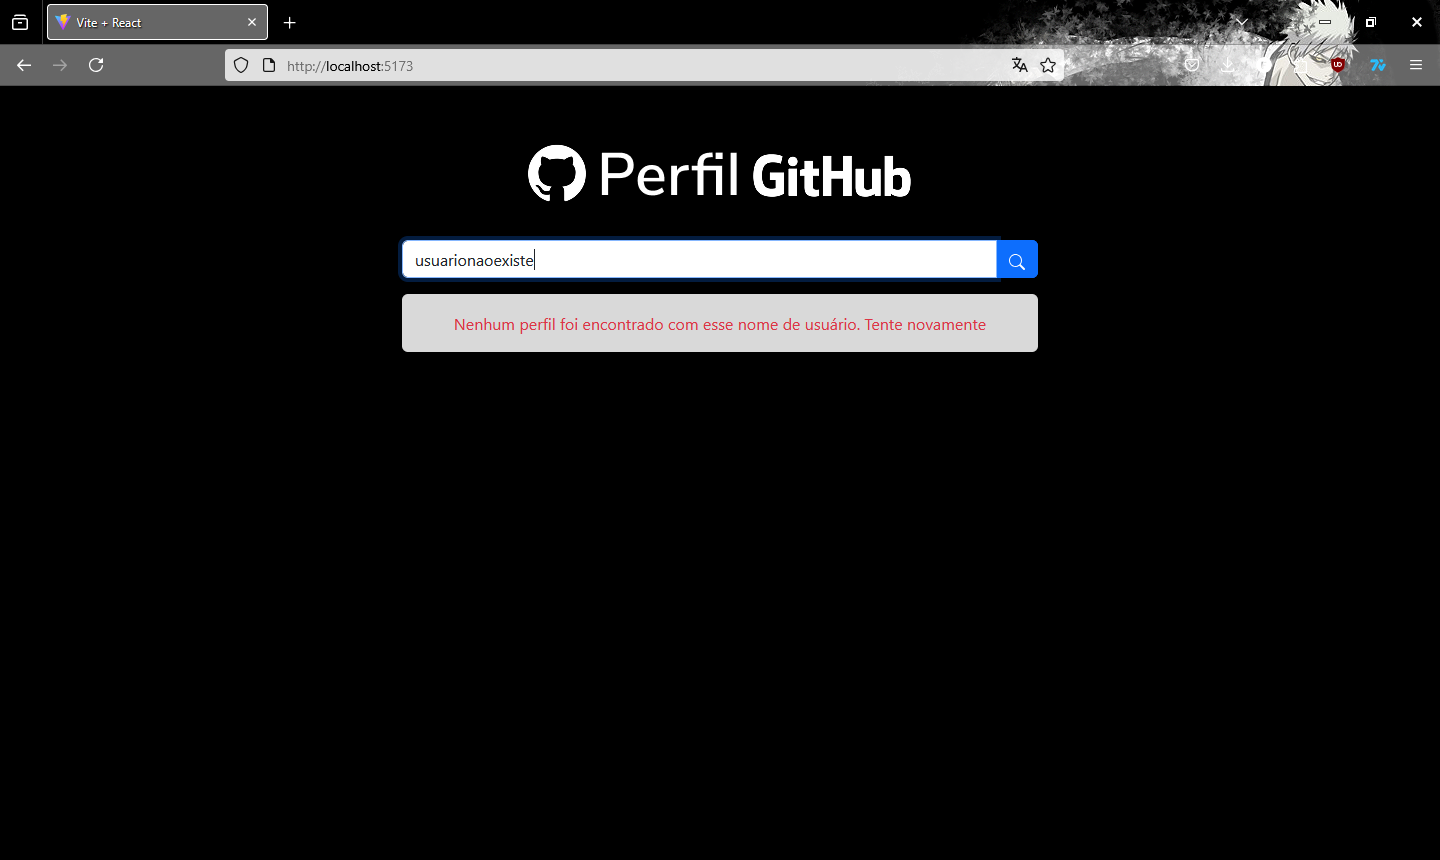 Vite + React
http://localhost:5173
Perfil GitHub
usuarionaoexiste
Nenhum perfil foi encontrado com esse nome de usuário. Tente novamente